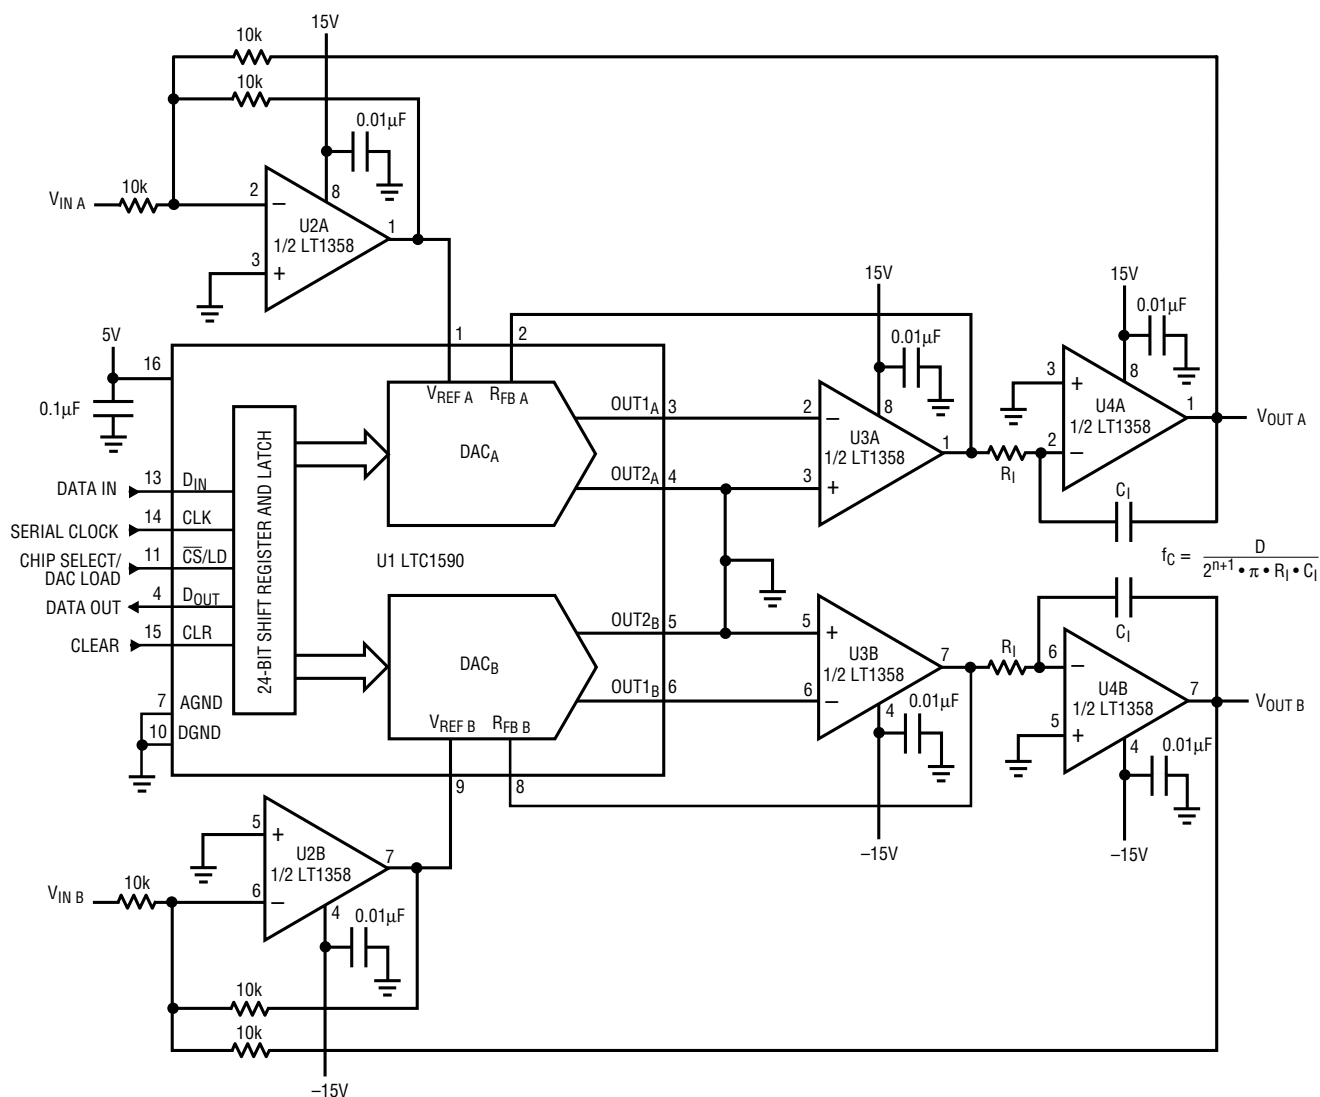 10k
15V
10k
0.01µF
V_IN A
10k
2
–
8
U2A
1/2 LT1358
1
3
+
15V
15V
0.01µF
0.01µF
5V
16
0.1µF
1
2
V_REF A
R_FB A
DAC_A
OUT1_A
3
OUT2_A
4
2
–
8
U3A
1/2 LT1358
1
3
+
R_I
3
+
8
U4A
1/2 LT1358
1
2
–
V_OUT A
C_I
f_C = D / 2^(n+1) • π • R_I • C_I
24-BIT SHIFT REGISTER AND LATCH
DATA IN
13
D_IN
SERIAL CLOCK
14
CLK
CHIP SELECT/
DAC LOAD
11
C̅S̅/LD
DATA OUT
4
D_OUT
CLEAR
15
CLR
7
AGND
10
DGND
U1 LTC1590
DAC_B
OUT2_B
5
OUT1_B
6
V_REF B
R_FB B
9
8
5
+
U3B
1/2 LT1358
7
6
–
4
0.01µF
–15V
R_I
C_I
6
–
U4B
1/2 LT1358
7
5
+
4
0.01µF
–15V
V_OUT B
5
+
U2B
1/2 LT1358
7
V_IN B
10k
6
–
4
0.01µF
10k
10k
–15V